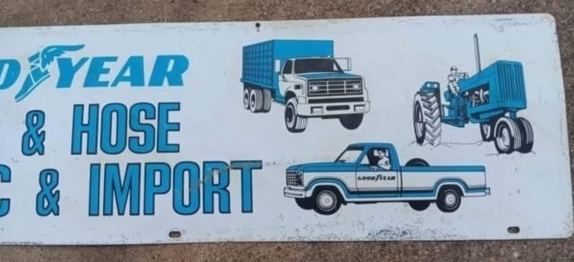 D YEAR
& HOSE
C & IMPORT
GOODYEAR